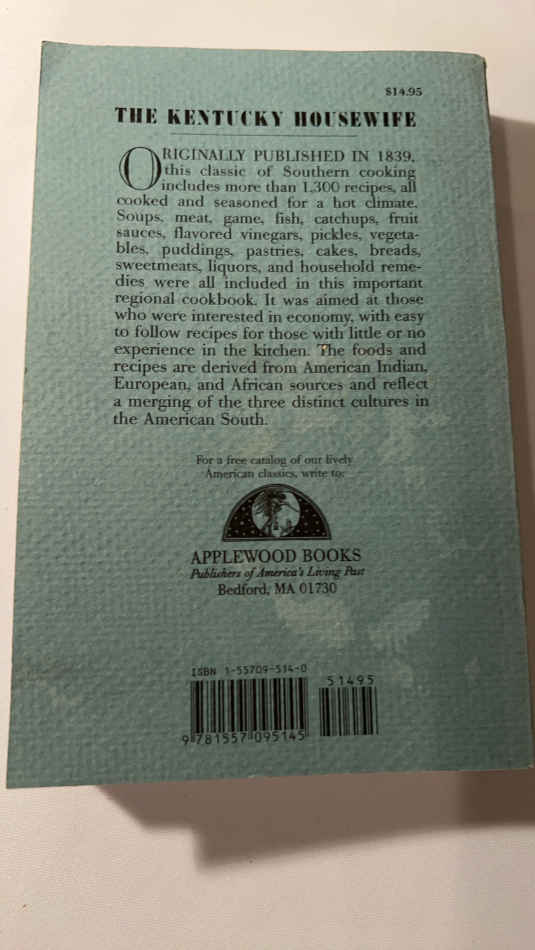 $14.95
THE KENTUCKY HOUSEWIFE
ORIGINALLY PUBLISHED IN 1839,
this classic of Southern cooking
includes more than 1,300 recipes, all
cooked and seasoned for a hot climate.
Soups, meat, game, fish, catchups, fruit
sauces, flavored vinegars, pickles, vegeta-
bles, puddings, pastries, cakes, breads,
sweetmeats, liquors, and household reme-
dies were all included in this important
regional cookbook. It was aimed at those
who were interested in economy, with easy
to follow recipes for those with little or no
experience in the kitchen. The foods and
recipes are derived from American Indian,
European, and African sources and reflect
a merging of the three distinct cultures in
the American South.
For a free catalog of our lively
American classics, write to:
APPLEWOOD BOOKS
Publishers of America's Living Past
Bedford, MA 01730
ISBN 1-55709-514-0
51495
9 781557 095145